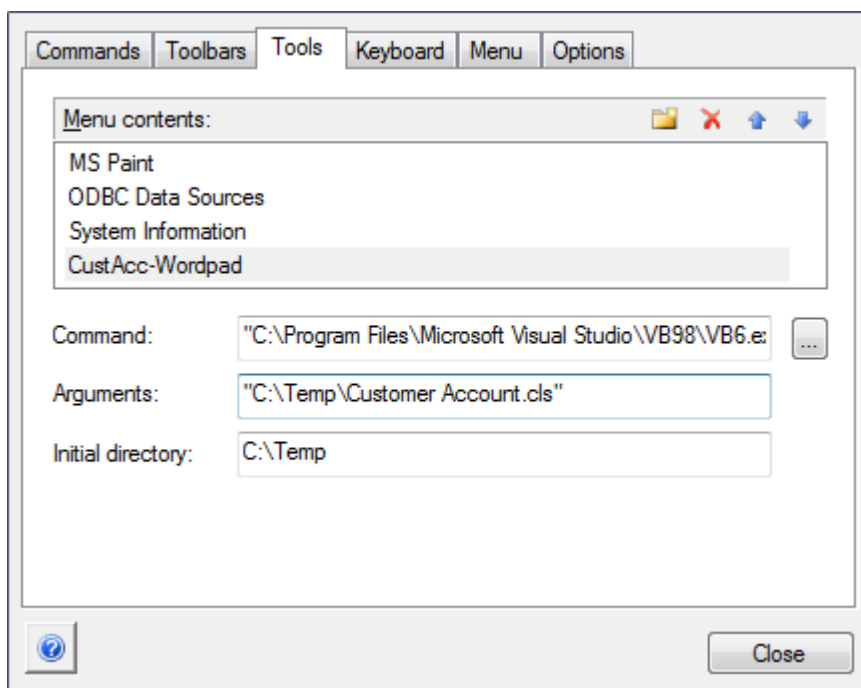 Commands Toolbars Tools Keyboard Menu Options
Menu contents:
MS Paint
ODBC Data Sources
System Information
CustAcc-Wordpad
Command: "C:\Program Files\Microsoft Visual Studio\VB98\VB6.ex ...
Arguments: "C:\Temp\Customer Account.cls"
Initial directory: C:\Temp
Close